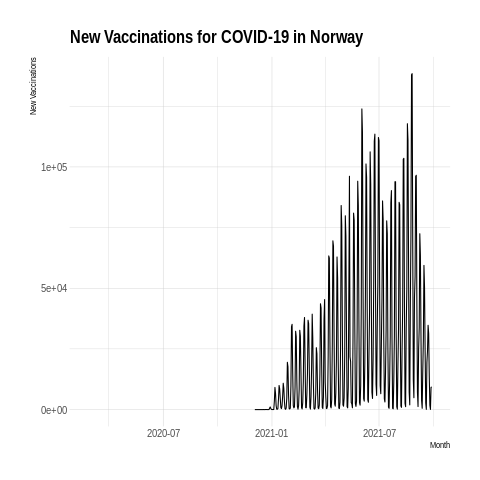 New Vaccinations for COVID-19 in Norway
New Vaccinations
1e+05
5e+04
0e+00
2020-07
2021-01
2021-07
Month